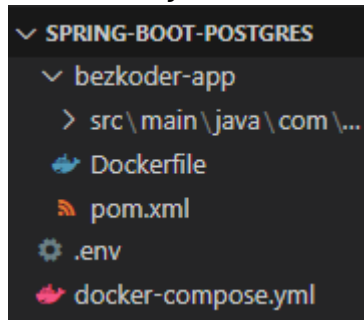 SPRING-BOOT-POSTGRES
bezkoder-app
src\main\java\com\...
Dockerfile
pom.xml
.env
docker-compose.yml